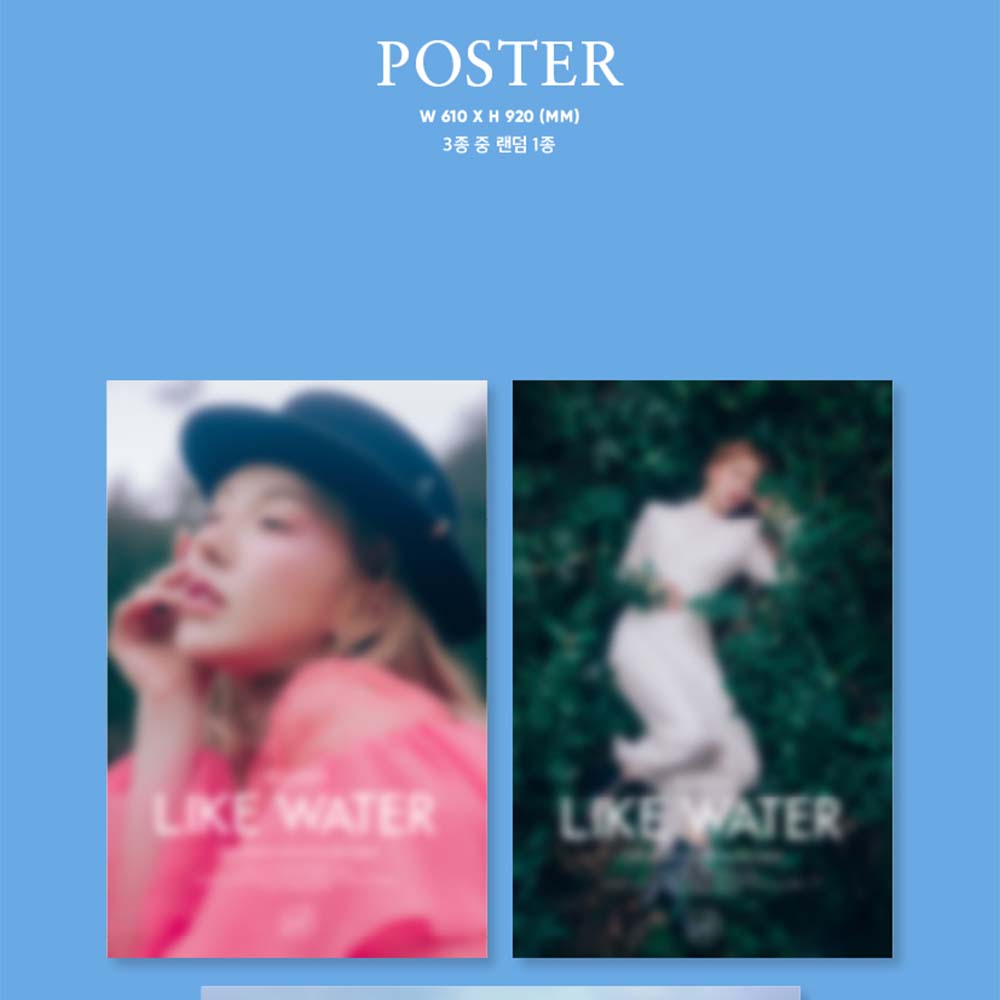 POSTER
W 610 X H 920 (MM)
3종 중 랜덤 1종
LIKE WATER
LIKE WATER